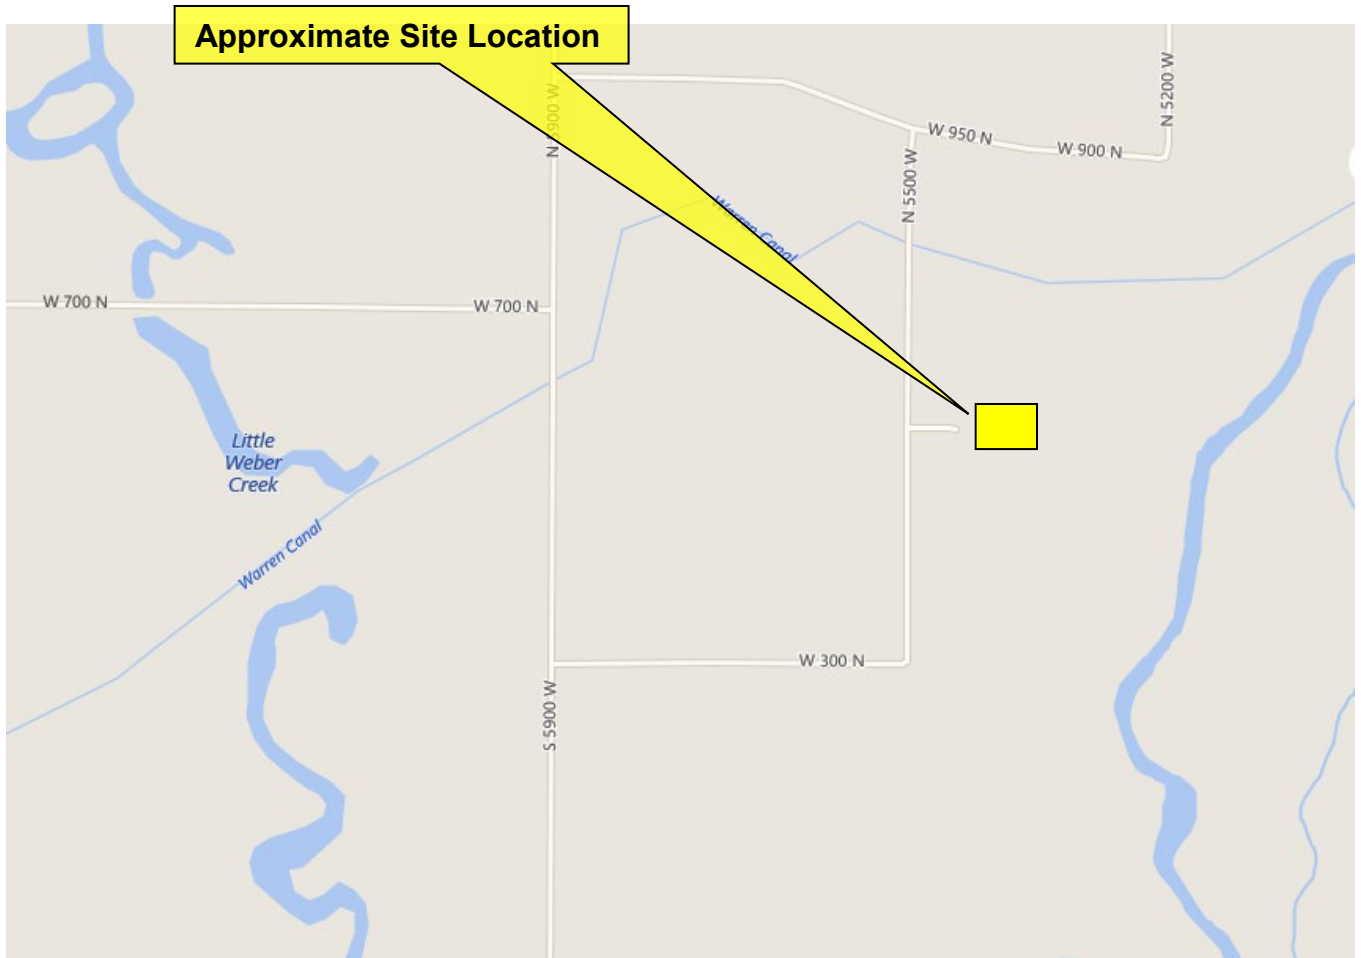 Approximate Site Location
N 5900 W
N 5200 W
W 950 N
W 900 N
N 5500 W
Warren Canal
W 700 N
W 700 N
Little
Weber
Creek
Warren Canal
W 300 N
S 5900 W